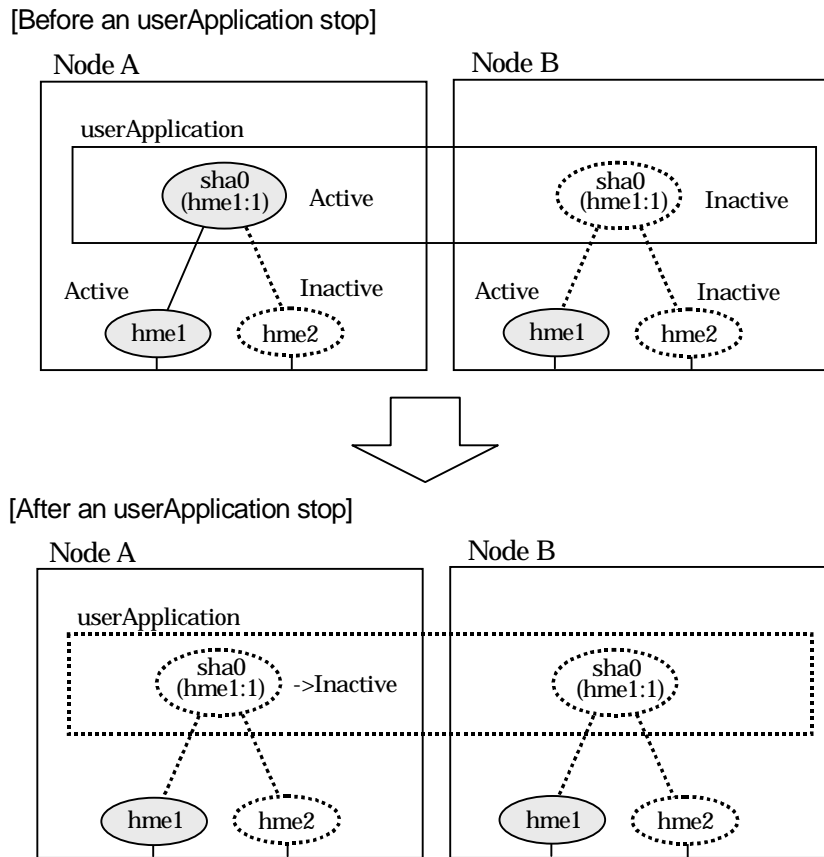 [Before an userApplication stop]
Node A
Node B
userApplication
sha0
(hme1:1)
Active
sha0
(hme1:1)
Inactive
Active
Inactive
Active
Inactive
hme1
hme2
hme1
hme2
[After an userApplication stop]
Node A
Node B
userApplication
sha0
(hme1:1)
->Inactive
sha0
(hme1:1)
hme1
hme2
hme1
hme2